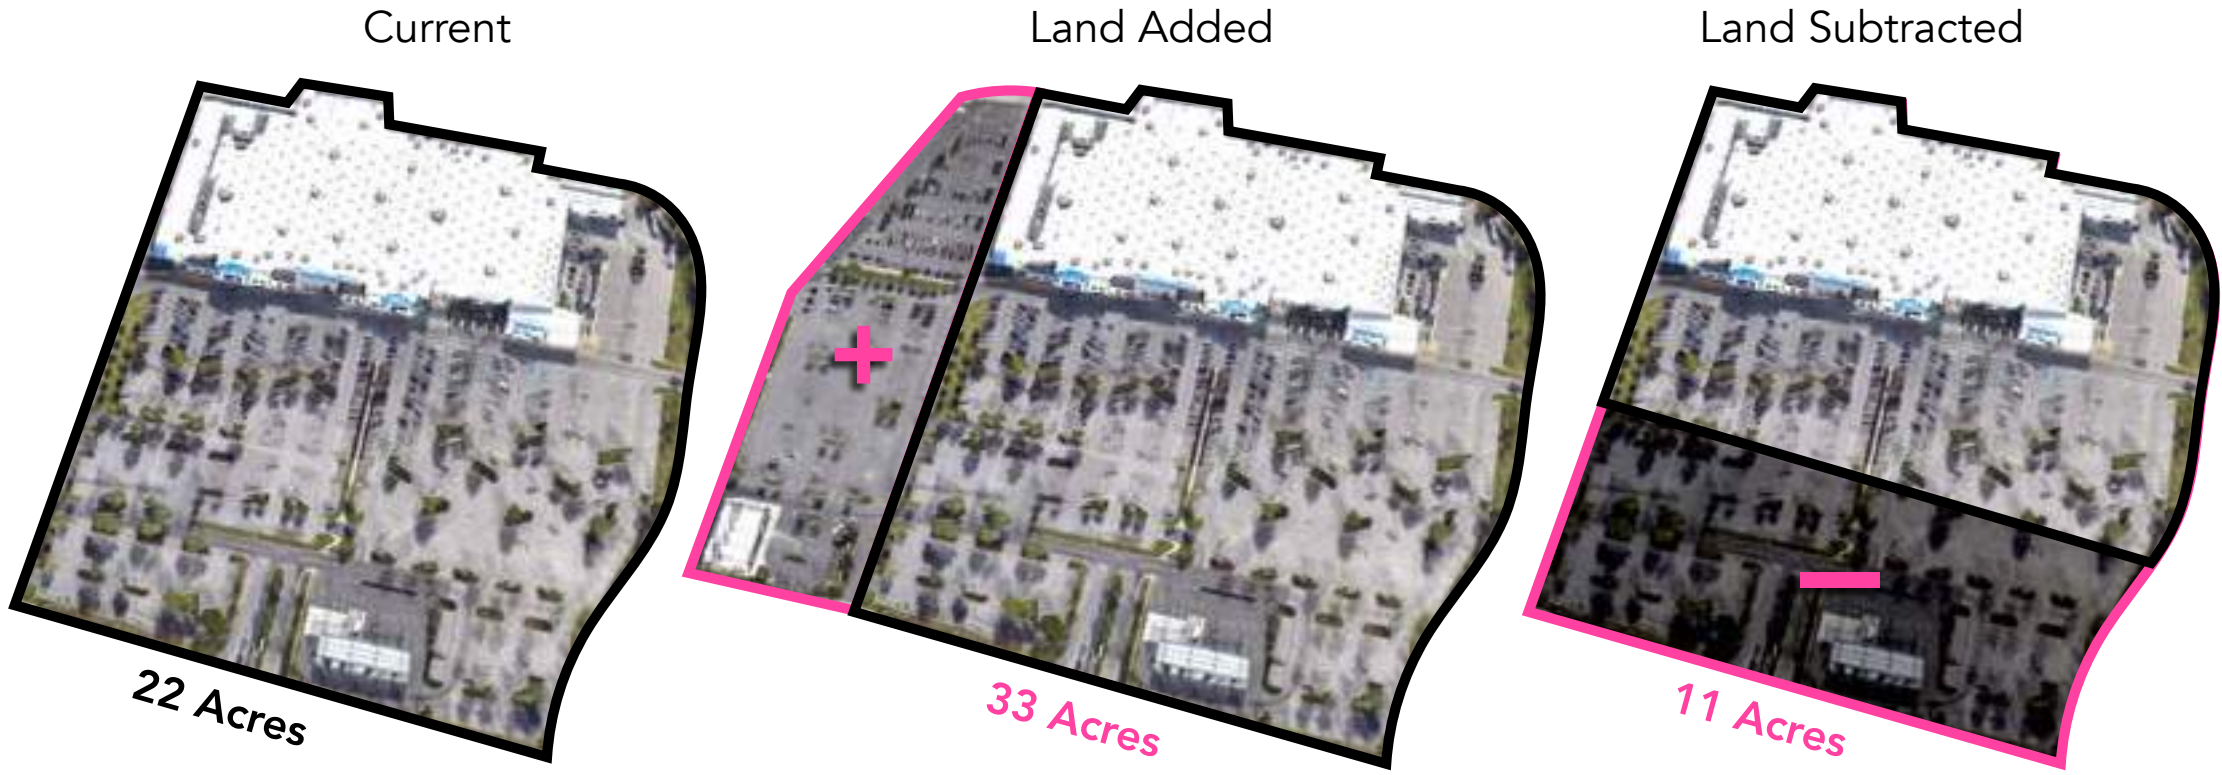 Current
Land Added
Land Subtracted
22 Acres
33 Acres
11 Acres